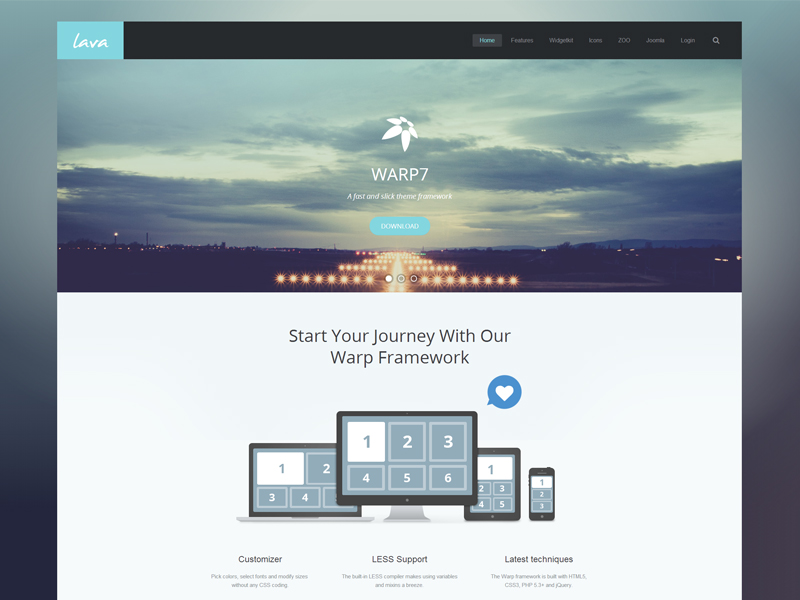 lava
Home Features Widgetkit Icons ZOO Joomla Login
WARP7
A fast and slick theme framework
DOWNLOAD
Start Your Journey With Our
Warp Framework
1 2 3
4 5 6
1 2
3 4
1
2 3
4 5
1
2
3
Customizer
Pick colors, select fonts and modify sizes
without any CSS coding.
LESS Support
The built-in LESS compiler makes using variables
and mixins a breeze.
Latest techniques
The Warp framework is built with HTML5,
CSS3, PHP 5.3+ and jQuery.